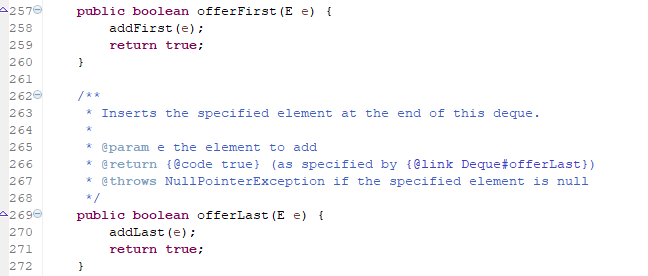 257 public boolean offerFirst(E e) {
258 addFirst(e);
259 return true;
260 }
261
262 /**
263 * Inserts the specified element at the end of this deque.
264 *
265 * @param e the element to add
266 * @return {@code true} (as specified by {@link Deque#offerLast})
267 * @throws NullPointerException if the specified element is null
268 */
269 public boolean offerLast(E e) {
270 addLast(e);
271 return true;
272 }